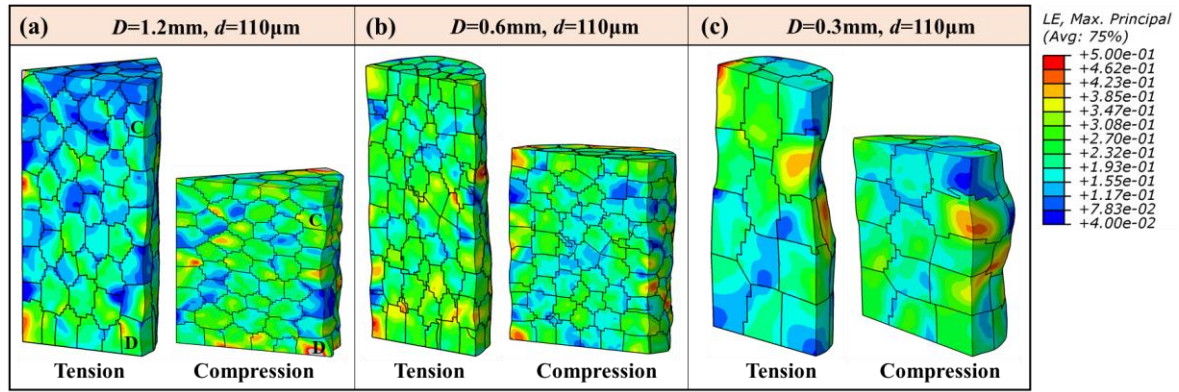 (a) D=1.2mm, d=110μm
(b) D=0.6mm, d=110μm
(c) D=0.3mm, d=110μm
LE, Max. Principal
(Avg: 75%)
+5.00e-01
+4.62e-01
+4.23e-01
+3.85e-01
+3.47e-01
+3.08e-01
+2.70e-01
+2.32e-01
+1.93e-01
+1.55e-01
+1.17e-01
+7.83e-02
+4.00e-02
C
D
C
D
Tension Compression
Tension Compression
Tension Compression